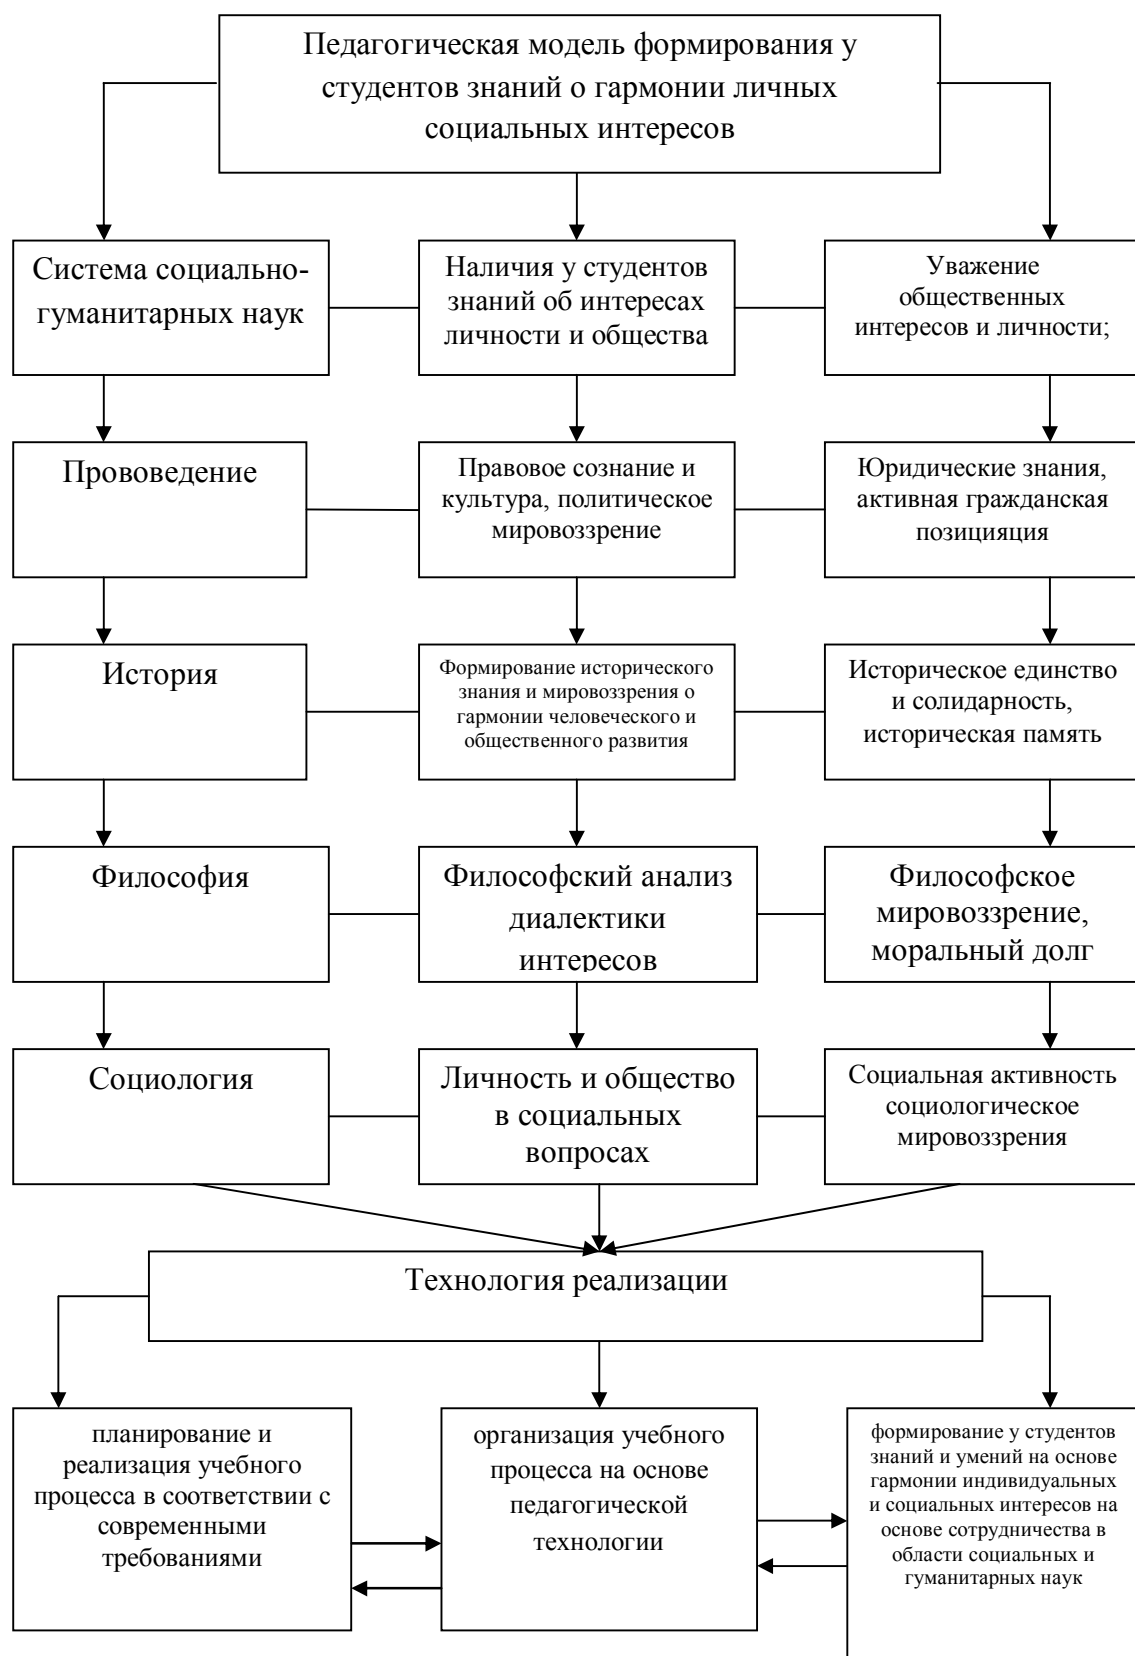 Педагогическая модель формирования у
студентов знаний о гармонии личных
социальных интересов
Система социально-
гуманитарных наук
Наличия у студентов
знаний об интересах
личности и общества
Уважение
общественных
интересов и личности;
Прововедение
Правовое сознание и
культура, политическое
мировоззрение
Юридические знания,
активная гражданская
позицияция
История
Формирование исторического
знания и мировоззрения о
гармонии человеческого и
общественного развития
Историческое единство
и солидарность,
историческая память
Философия
Философский анализ
диалектики
интересов
Философское
мировоззрение,
моральный долг
Социология
Личность и общество
в социальных
вопросах
Социальная активность
социологическое
мировоззрения
Технология реализации
планирование и
реализация учебного
процесса в соответствии с
современными
требованиями
организация учебного
процесса на основе
педагогической
технологии
формирование у студентов
знаний и умений на основе
гармонии индивидуальных
и социальных интересов на
основе сотрудничества в
области социальных и
гуманитарных наук